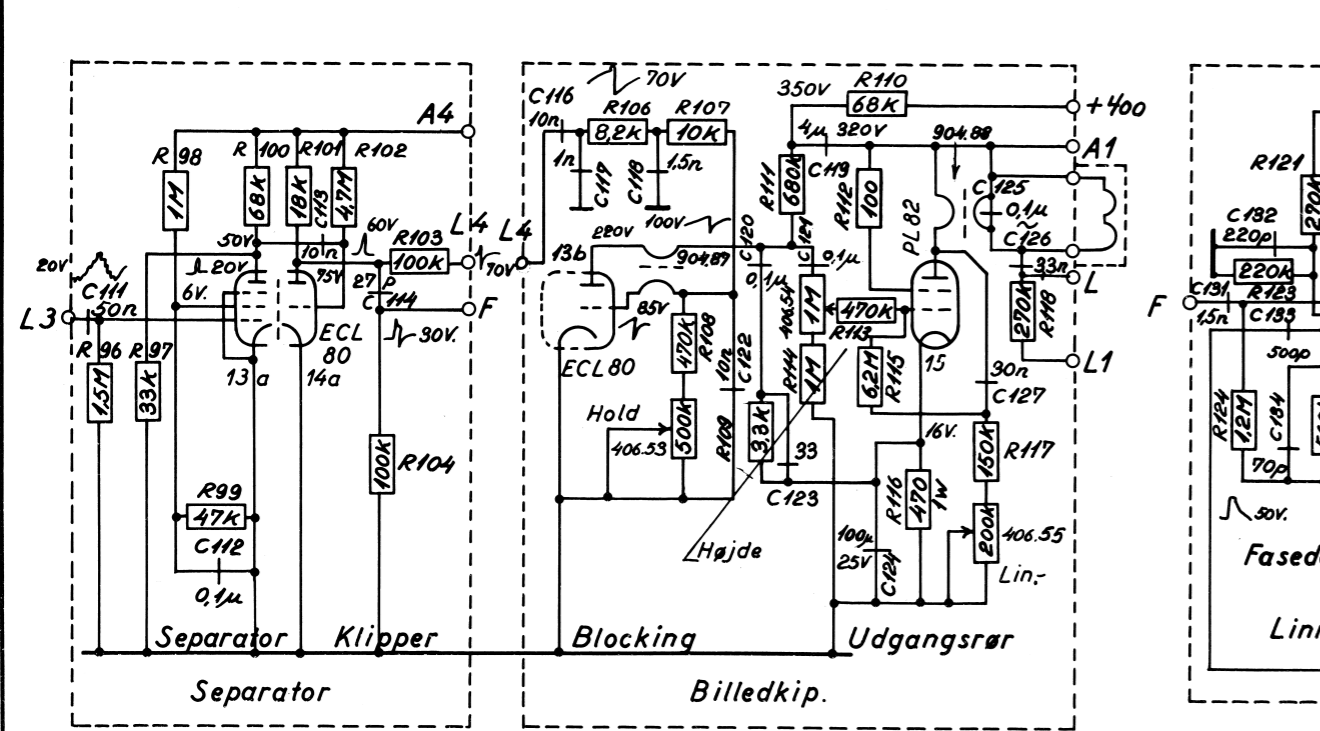 A4
R 98
1M
R 100
68K
R101
18K
C113
10n
R102
4,7M
60V
L4
R103
100K
50V
20V
6V.
75V
27 P
C 114
F
30V.
20V
C111
50n
L3
R 96
1,5M
R 97
33K
13 a
14a
ECL
80
100K
R104
R99
47K
C112
0,1µ
Separator
Klipper
Separator
70V
C116
10n
R106
8,2K
R107
10K
1n
C117
C118
1,5n
L4
70V
100V
220V
13b
904.87
85V
ECL80
470K
R108
10n
C122
Hold
406.53
500K
R109
3,3K
33
C123
Højde
Blocking
Billedkip.
350V
R110
68K
+400
4µ
320V
C119
904.88
A1
R111
680K
R112
100
PL82
C 125
0,1µ
C126
33n
L
270K
R118
L1
C120
0,1µ
C121
0,1µ
406.54
1M
470K
R113
R114
1M
6,2M
R115
15
30n
C127
16V.
R116
470
1W
150K
R117
100µ
25V
C124
200K
406.55
Lin.-
Udgangsrør
R121
270K
C132
220p
220K
R123
F
C131
1,5n
C133
500p
R124
1,2M
C134
70p
50V.
Fased
Lini